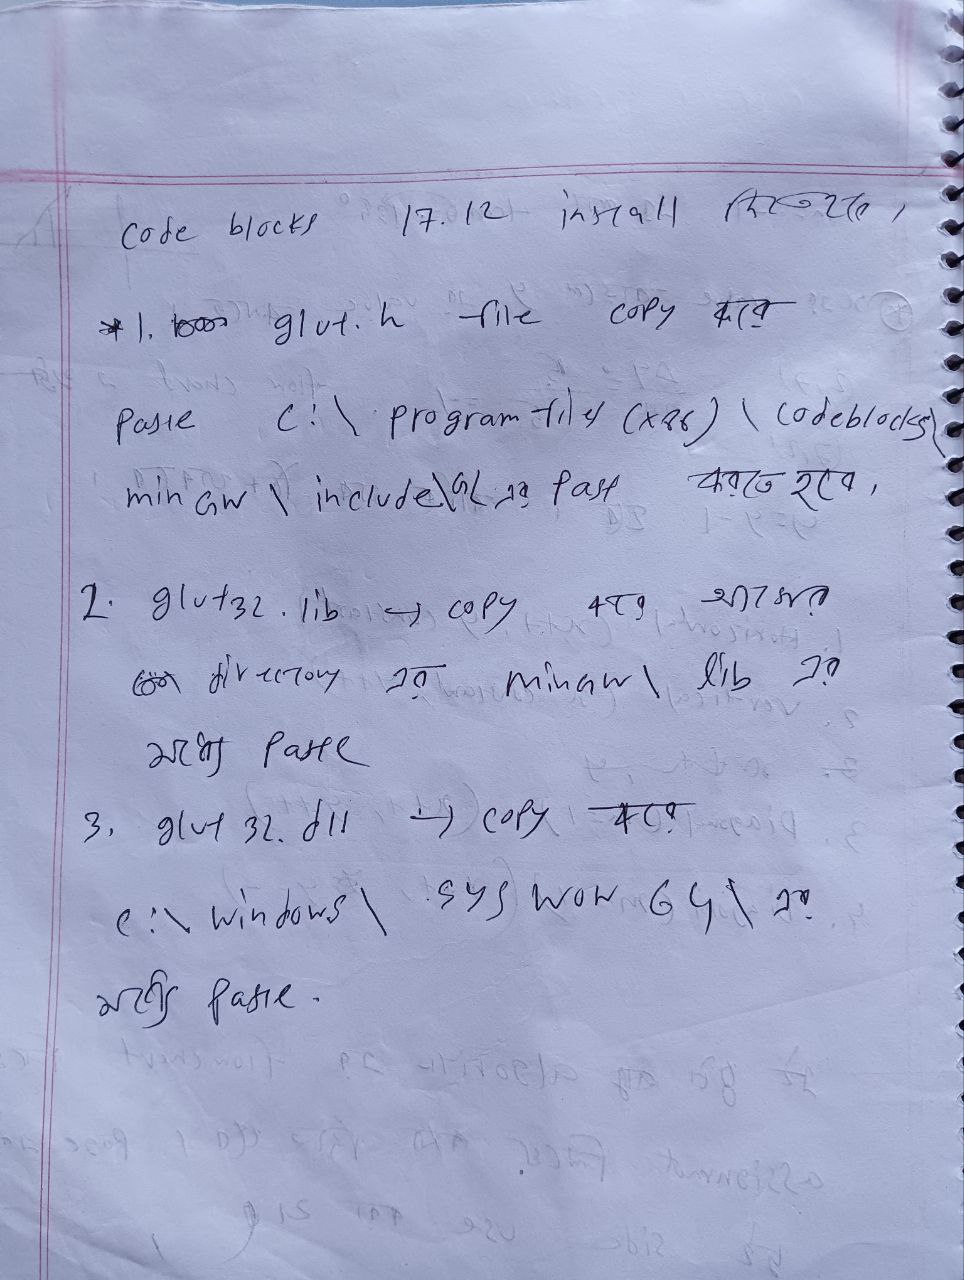 Code blocks 17.12 install দিতে হবে,
* 1. glut.h file copy করে
paste C:\ program files (x86) \ Codeblocks\
minGW \ include\GL এর past করতে হবে,
2. glut32.lib → copy করে আগের
directory এর minGW \ lib এর
মধ্যে paste
3. glut 32.dll → copy করে
c:\ windows \ sys WOW 64 \ এর
মধ্যে paste.